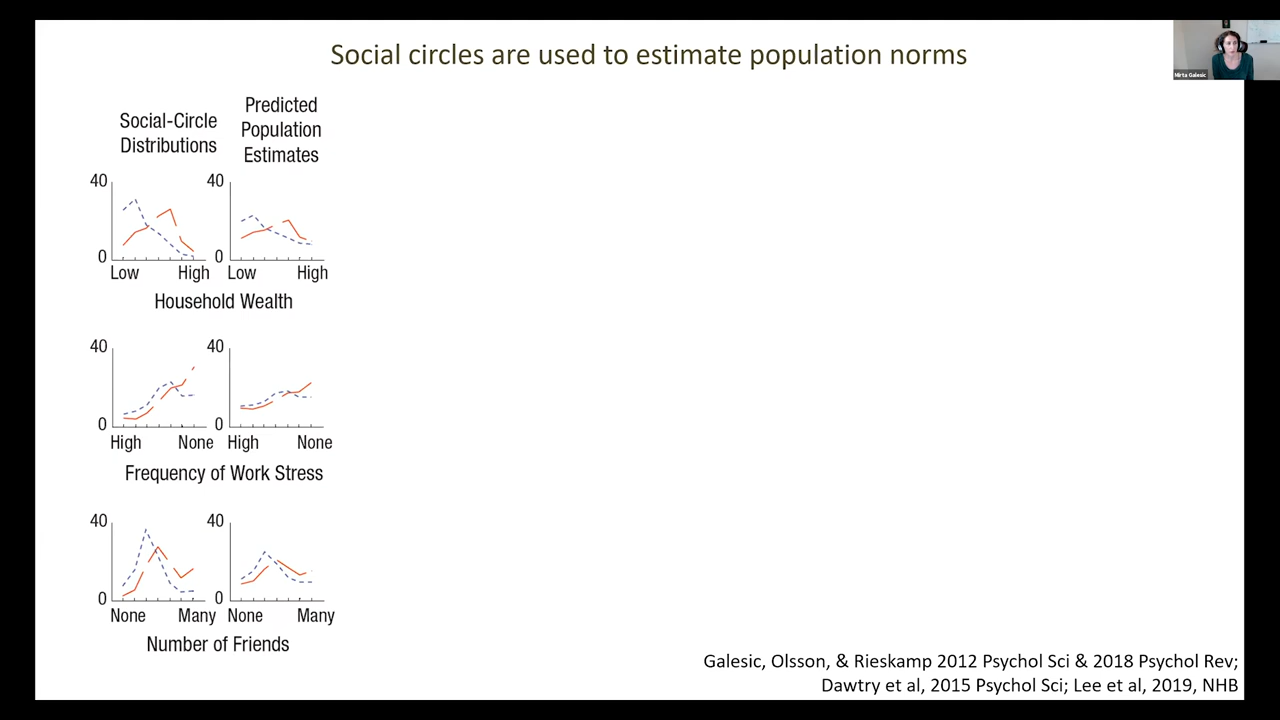 Social circles are used to estimate population norms
Mirta Galesic
Social-Circle
Distributions
Predicted
Population
Estimates
40
0
Low High
40
0
Low High
Household Wealth
40
0
High None
40
0
High None
Frequency of Work Stress
40
0
None Many
40
0
None Many
Number of Friends
Galesic, Olsson, & Rieskamp 2012 Psychol Sci & 2018 Psychol Rev;
Dawtry et al, 2015 Psychol Sci; Lee et al, 2019, NHB